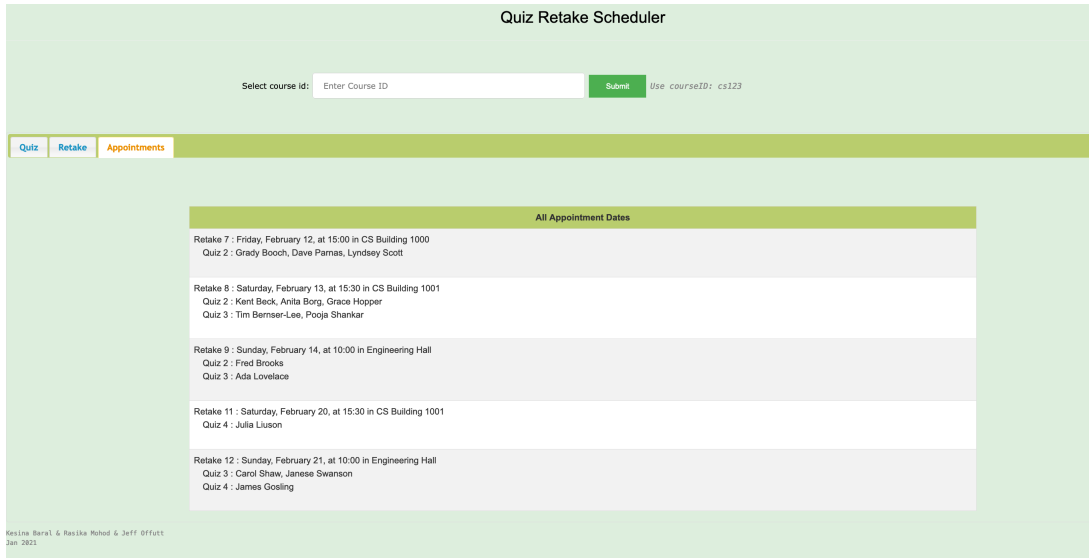 Quiz Retake Scheduler
Select course id: Enter Course ID Submit Use courseID: cs123
Quiz Retake Appointments
All Appointment Dates
Retake 7 : Friday, February 12, at 15:00 in CS Building 1000
Quiz 2 : Grady Booch, Dave Parnas, Lyndsey Scott
Retake 8 : Saturday, February 13, at 15:30 in CS Building 1001
Quiz 2 : Kent Beck, Anita Borg, Grace Hopper
Quiz 3 : Tim Bernser-Lee, Pooja Shankar
Retake 9 : Sunday, February 14, at 10:00 in Engineering Hall
Quiz 2 : Fred Brooks
Quiz 3 : Ada Lovelace
Retake 11 : Saturday, February 20, at 15:30 in CS Building 1001
Quiz 4 : Julia Liuson
Retake 12 : Sunday, February 21, at 10:00 in Engineering Hall
Quiz 3 : Carol Shaw, Janese Swanson
Quiz 4 : James Gosling
Kesina Baral & Rasika Mohod & Jeff Offutt
Jan 2021